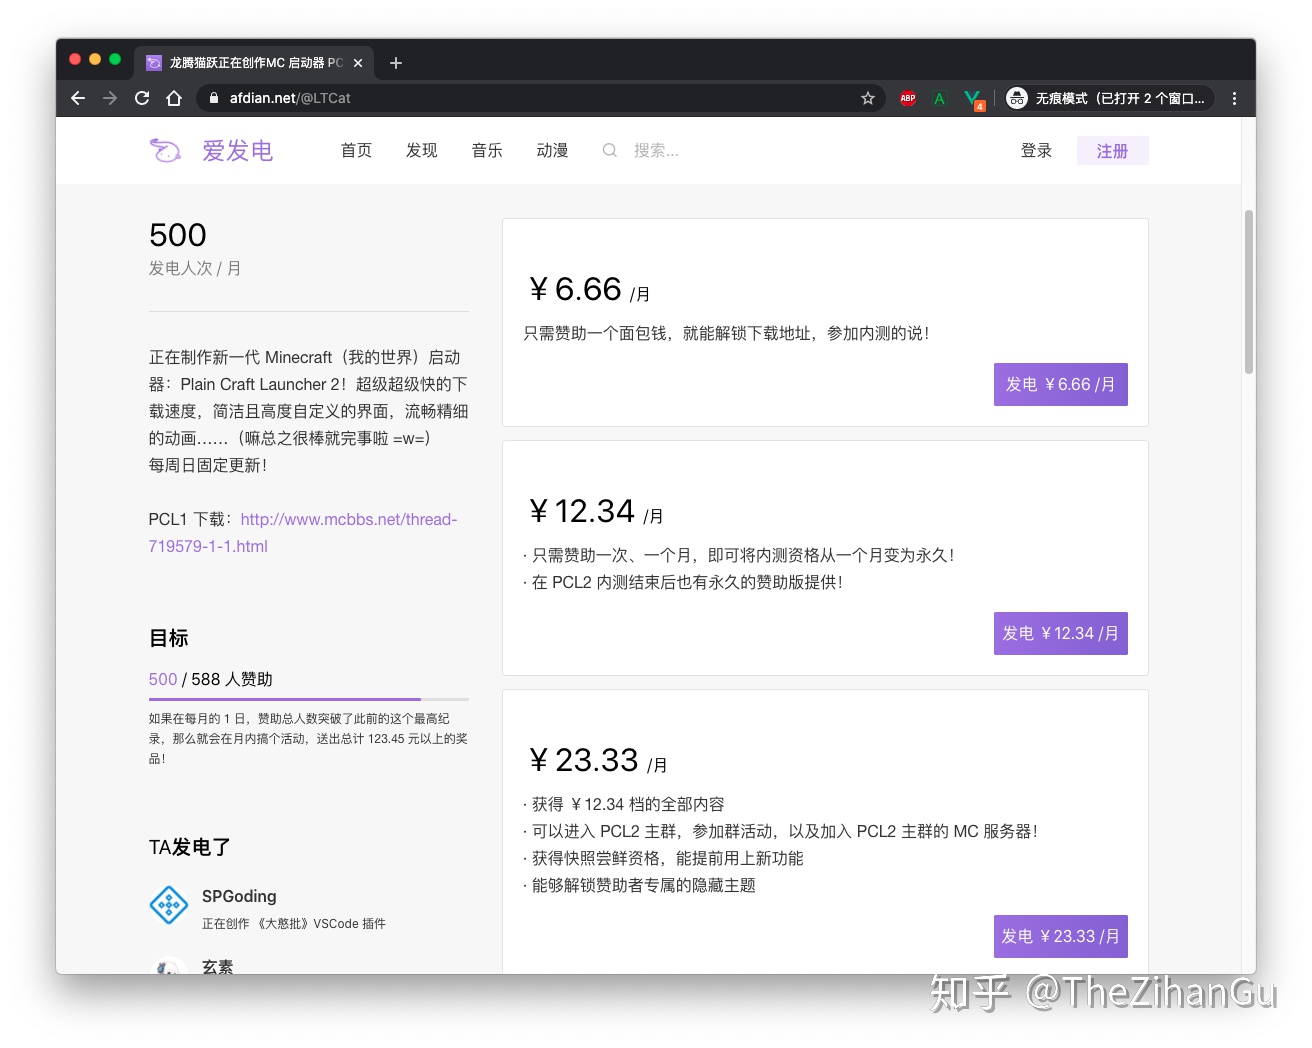 龙腾猫跃正在创作MC 启动器 PC
afdian.net/@LTCat
ABP
A
4
无痕模式（已打开 2 个窗口...
爱发电
首页
发现
音乐
动漫
搜索...
登录
注册
500
发电人次 / 月
正在制作新一代 Minecraft（我的世界）启动
器：Plain Craft Launcher 2！超级超级快的下
载速度，简洁且高度自定义的界面，流畅精细
的动画……（嘛总之很棒就完事啦 =w=）
每周日固定更新！
PCL1 下载：http://www.mcbbs.net/thread-
719579-1-1.html
目标
500 / 588 人赞助
如果在每月的 1 日，赞助总人数突破了此前的这个最高纪
录，那么就会在月内搞个活动，送出总计 123.45 元以上的奖
品！
TA发电了
SPGoding
正在创作 《大憨批》VSCode 插件
玄素
￥6.66 /月
只需赞助一个面包钱，就能解锁下载地址，参加内测的说！
发电 ￥6.66 /月
￥12.34 /月
· 只需赞助一次、一个月，即可将内测资格从一个月变为永久！
· 在 PCL2 内测结束后也有永久的赞助版提供！
发电 ￥12.34 /月
￥23.33 /月
· 获得 ￥12.34 档的全部内容
· 可以进入 PCL2 主群，参加群活动，以及加入 PCL2 主群的 MC 服务器！
· 获得快照尝鲜资格，能提前用上新功能
· 能够解锁赞助者专属的隐藏主题
发电 ￥23.33 /月
知乎 @TheZihanGu